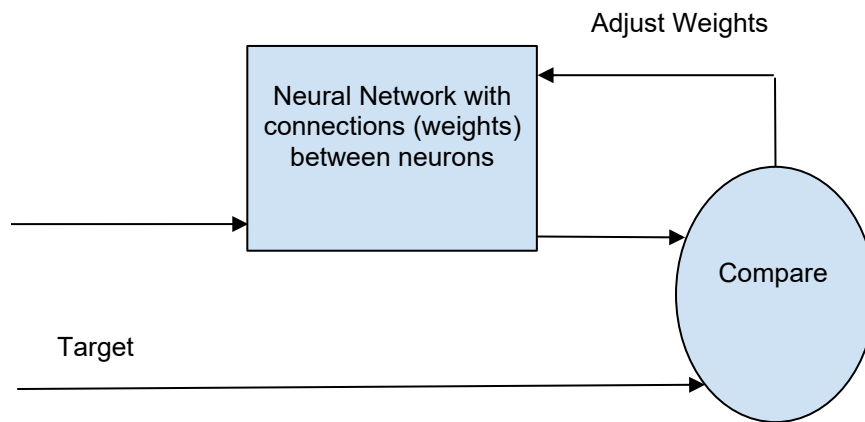 Adjust Weights
Neural Network with
connections (weights)
between neurons
Compare
Target